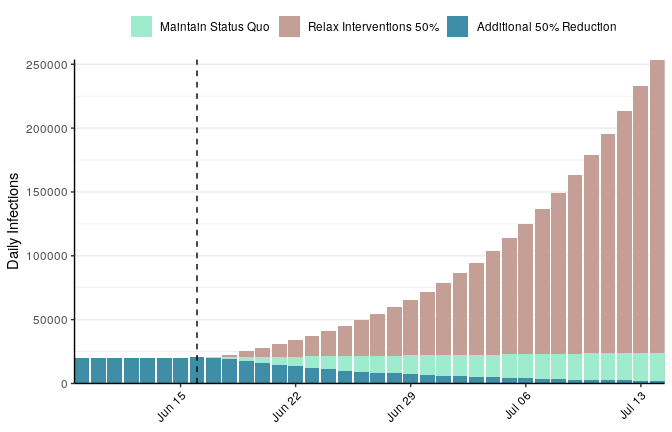 Maintain Status Quo Relax Interventions 50% Additional 50% Reduction
Daily Infections
250000
200000
150000
100000
50000
0
Jun 15 Jun 22 Jun 29 Jul 06 Jul 13